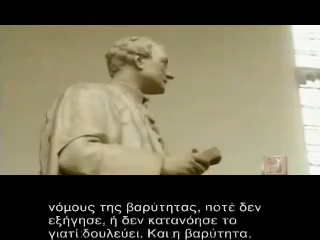 νόμους της βαρύτητας, ποτέ δεν
εξήγησε, ή δεν κατανόησε το
γιατί δουλεύει. Και η βαρύτητα,